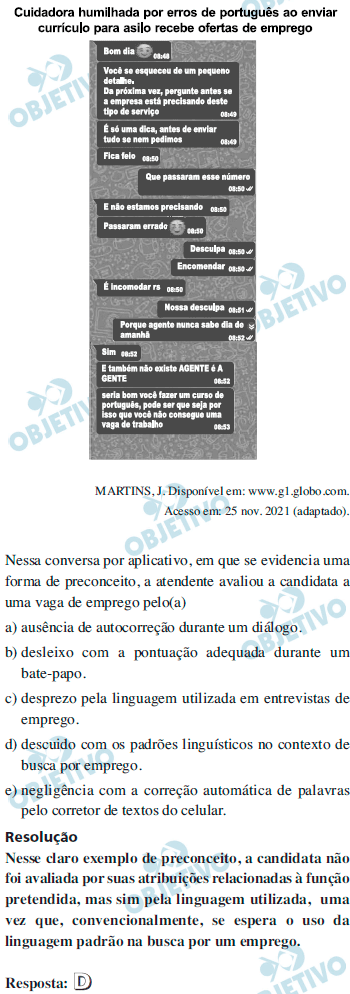 Cuidadora humilhada por erros de português ao enviar
currículo para asilo recebe ofertas de emprego
Bom dia 08:48
Você se esqueceu de um pequeno
detalhe.
Da próxima vez, pergunte antes se
a empresa está precisando deste
tipo de serviço 08:49
É só uma dica, antes de enviar
tudo se nem pedimos 08:49
Fica feio 08:50
Que passaram esse número
08:50
E não estamos precisando 08:50
Passaram errado 08:50
Desculpa 08:50
Encomendar 08:50
É incomodar rs 08:50
Nossa desculpa 08:51
Porque agente nunca sabe dia de
amanhã 08:52
Sim 08:52
E também não existo AGENTE é A
GENTE 08:52
seria bom você fazer um curso de
português, pode ser que seja por
isso que você não consegue uma
vaga de trabalho 08:53
MARTINS, J. Disponível em: www.g1.globo.com.
Acesso em: 25 nov. 2021 (adaptado).
Nessa conversa por aplicativo, em que se evidencia uma
forma de preconceito, a atendente avaliou a candidata a
uma vaga de emprego pelo(a)
a) ausência de autocorreção durante um diálogo.
b) desleixo com a pontuação adequada durante um
bate-papo.
c) desprezo pela linguagem utilizada em entrevistas de
emprego.
d) descuido com os padrões linguísticos no contexto de
busca por emprego.
e) negligência com a correção automática de palavras
pelo corretor de textos do celular.
Resolução
Nesse claro exemplo de preconceito, a candidata não
foi avaliada por suas atribuições relacionadas à função
pretendida, mas sim pela linguagem utilizada, uma
vez que, convencionalmente, se espera o uso da
linguagem padrão na busca por um emprego.
Resposta: D
OBJETIVO
OBJETIVO
OBJETIVO
OBJETIVO
OBJETIVO
OBJETIVO
OBJETIVO
OBJETIVO